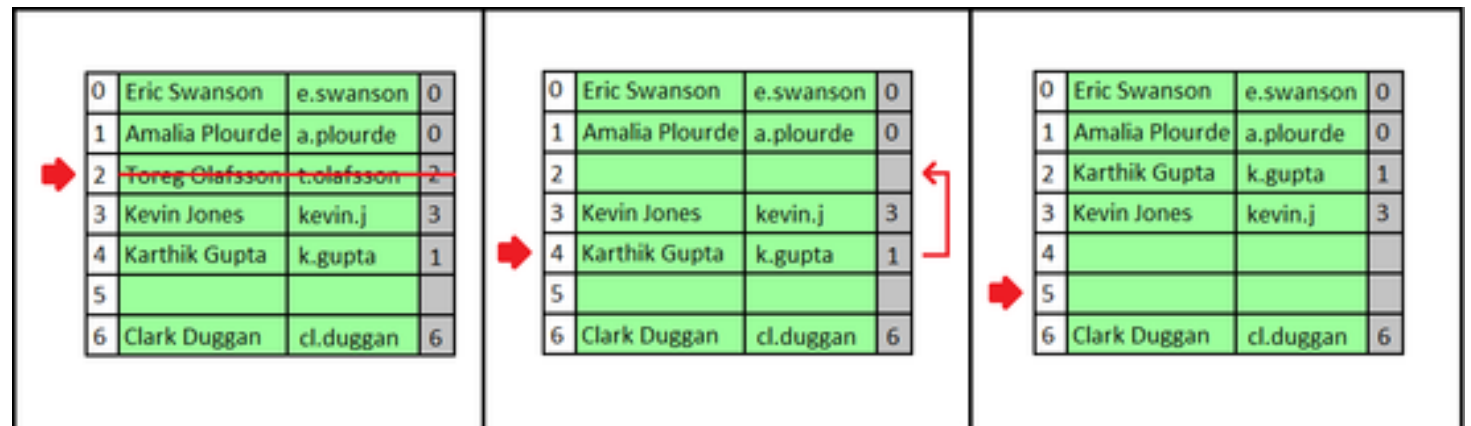 0 Eric Swanson e.swanson 0
1 Amalia Plourde a.plourde 0
2 Toreg Olafsson t.olafsson 2
3 Kevin Jones kevin.j 3
4 Karthik Gupta k.gupta 1
5
6 Clark Duggan cl.duggan 6
0 Eric Swanson e.swanson 0
1 Amalia Plourde a.plourde 0
2
3 Kevin Jones kevin.j 3
4 Karthik Gupta k.gupta 1
5
6 Clark Duggan cl.duggan 6
0 Eric Swanson e.swanson 0
1 Amalia Plourde a.plourde 0
2 Karthik Gupta k.gupta 1
3 Kevin Jones kevin.j 3
4
5
6 Clark Duggan cl.duggan 6